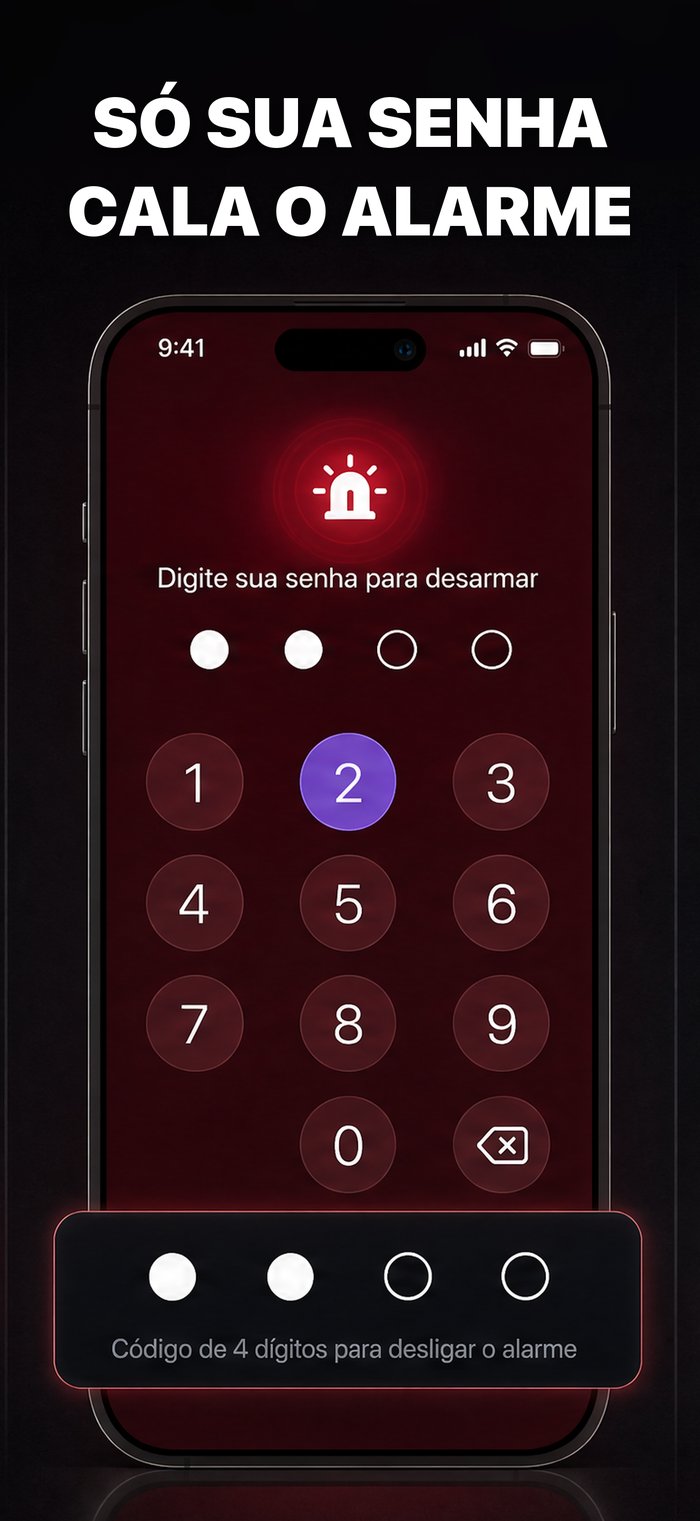 SÓ SUA SENHA
CALA O ALARME
9:41
Digite sua senha para desarmar
1 2 3
4 5 6
7 8 9
0
Código de 4 dígitos para desligar o alarme